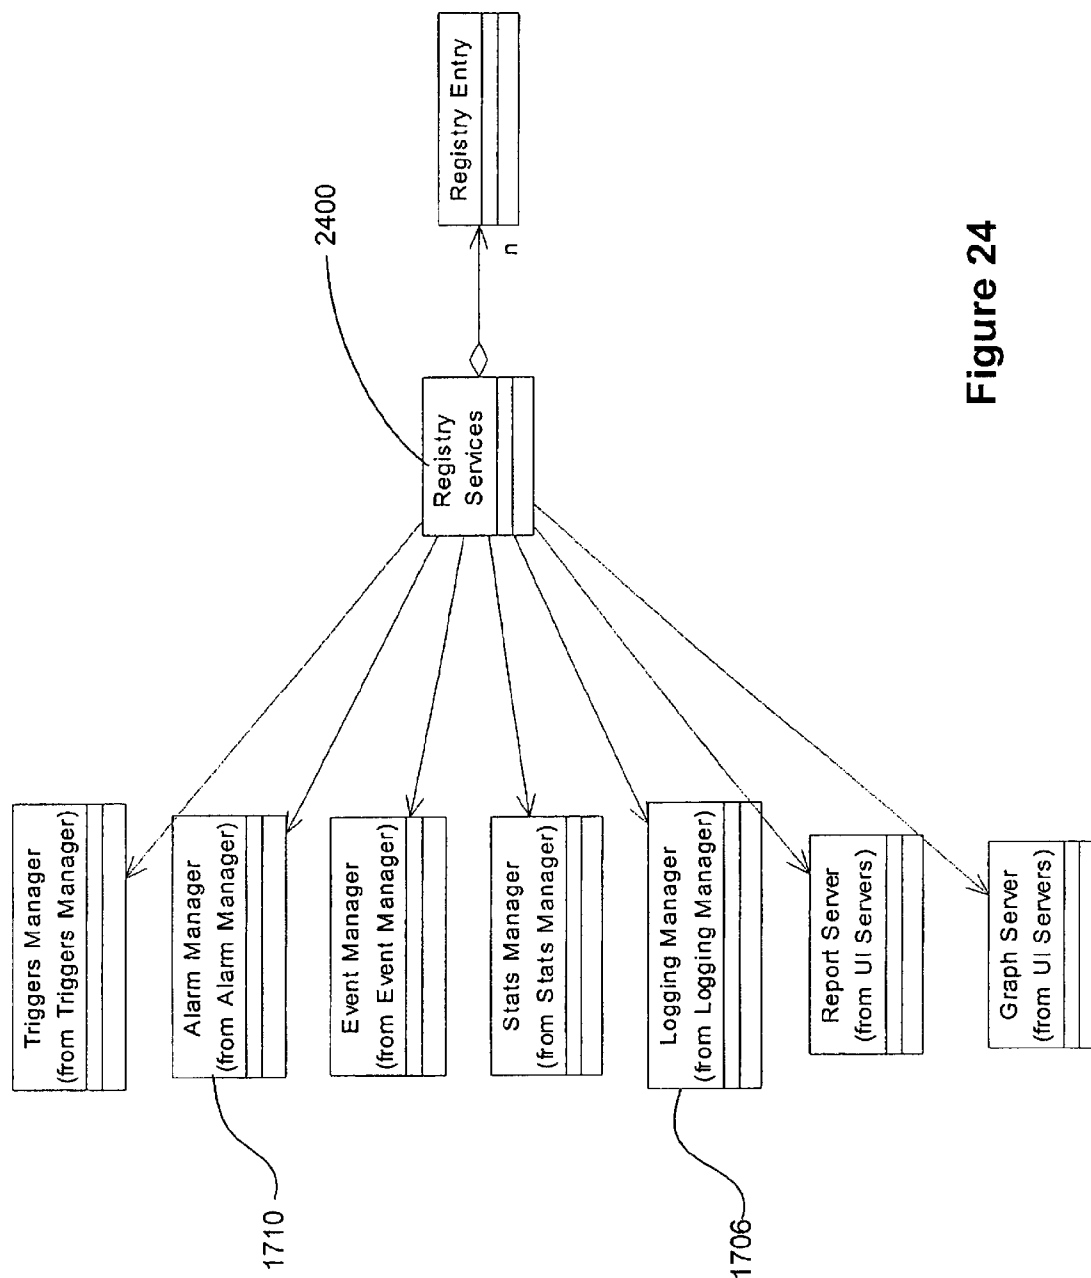 Registry Entry
n
2400
Registry
Services
Triggers Manager
(from Triggers Manager)
Alarm Manager
(from Alarm Manager)
Event Manager
(from Event Manager)
Stats Manager
(from Stats Manager)
Logging Manager
(from Logging Manager)
Report Server
(from UI Servers)
Graph Server
(from UI Servers)
1710
1706
Figure 24